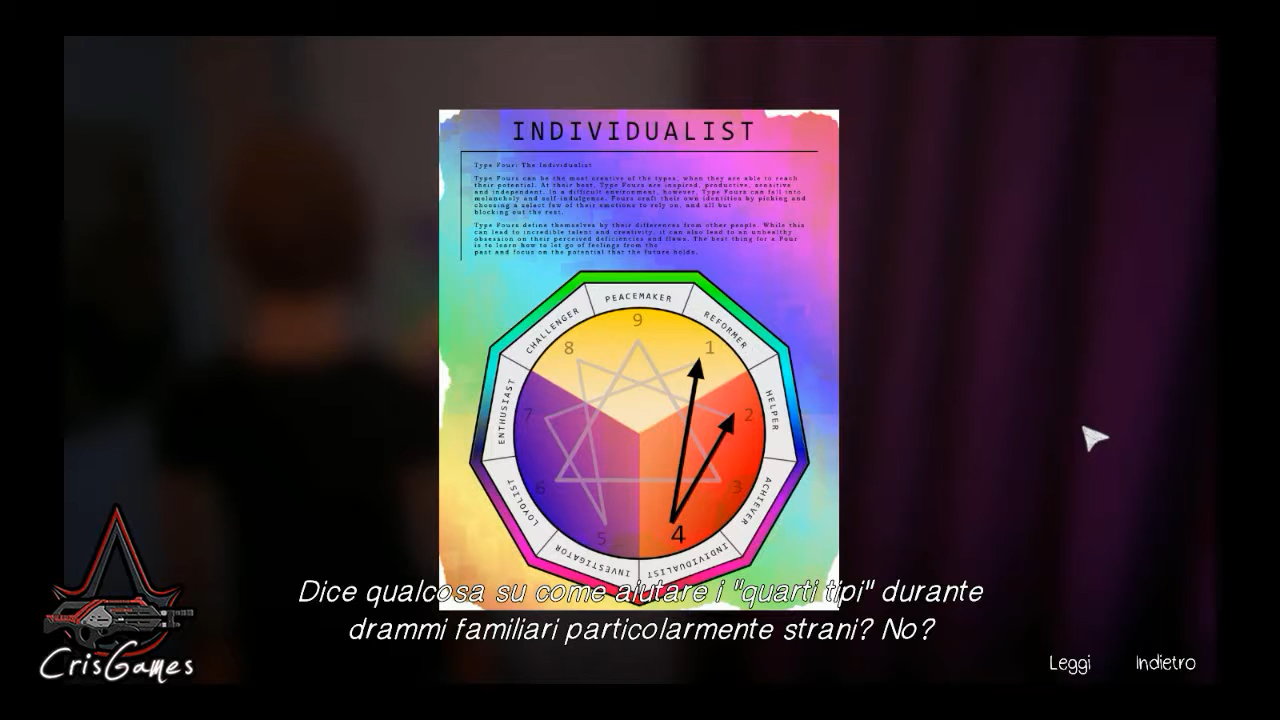 INDIVIDUALIST
Type Four: The Individualist
Type Fours can be the most creative of the types, when they are able to reach
their potential. At their best, Type Fours are inspired, productive, sensitive
and independent. In a difficult environment, however, Type Fours can fall into
melancholy and self-indulgence. Fours craft their own identities by picking and
choosing a select few of their emotions to rely on, and all but
blocking out the rest.
Type Fours define themselves by their differences from other people. While this
can lead to incredible talent and creativity, it can also lead to an unhealthy
obsession on their perceived deficiencies and flaws. The best thing for a Four
is to learn how to let go of feelings from the
past and focus on the potential that the future holds.
PEACEMAKER
REFORMER
HELPER
ACHIEVER
INDIVIDUALIST
INVESTIGATOR
LOYOLIST
ENTHUSIAST
CHALLENGER
9
1
2
3
4
5
6
7
8
Dice qualcosa su come aiutare i "quarti tipi" durante
drammi familiari particolarmente strani? No?
CrisGames
Leggi Indietro